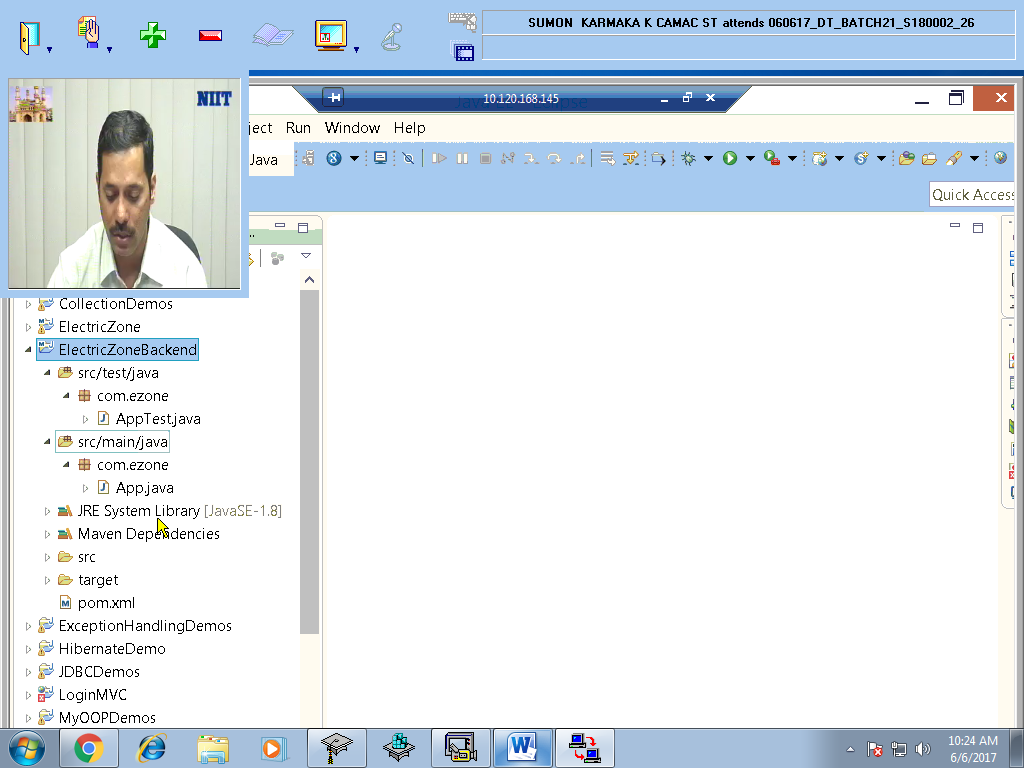 SUMON KARMAKA K CAMAC ST attends 060617_DT_BATCH21_S180002_26
NIIT
10.120.168.145
ject Run Window Help
Java
Quick Access
CollectionDemos
ElectricZone
ElectricZoneBackend
src/test/java
com.ezone
AppTest.java
src/main/java
com.ezone
App.java
JRE System Library [JavaSE-1.8]
Maven Dependencies
src
target
pom.xml
ExceptionHandlingDemos
HibernateDemo
JDBCDemos
LoginMVC
MyOOPDemos
10:24 AM
6/6/2017